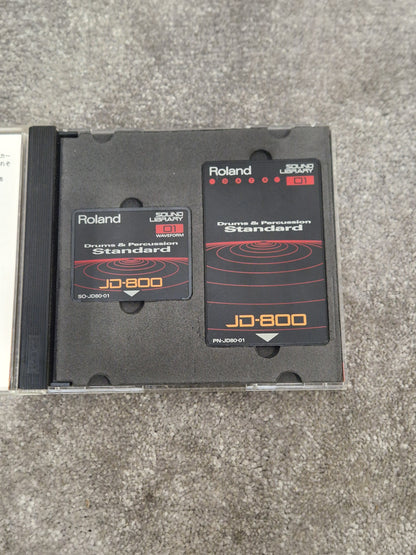 Roland
SOUND
LIBRARY
01
WAVEFORM
Drums & Percussion
Standard
JD-800
SO-JD80-01
Roland
SOUND
LIBRARY
01
Drums & Percussion
Standard
JD-800
PN-JD80-01